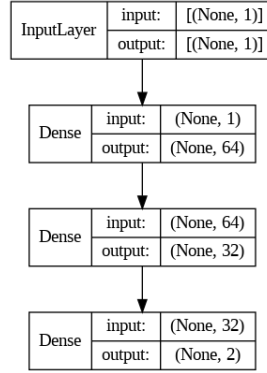 InputLayer input: [(None, 1)]
output: [(None, 1)]
Dense input: (None, 1)
output: (None, 64)
Dense input: (None, 64)
output: (None, 32)
Dense input: (None, 32)
output: (None, 2)